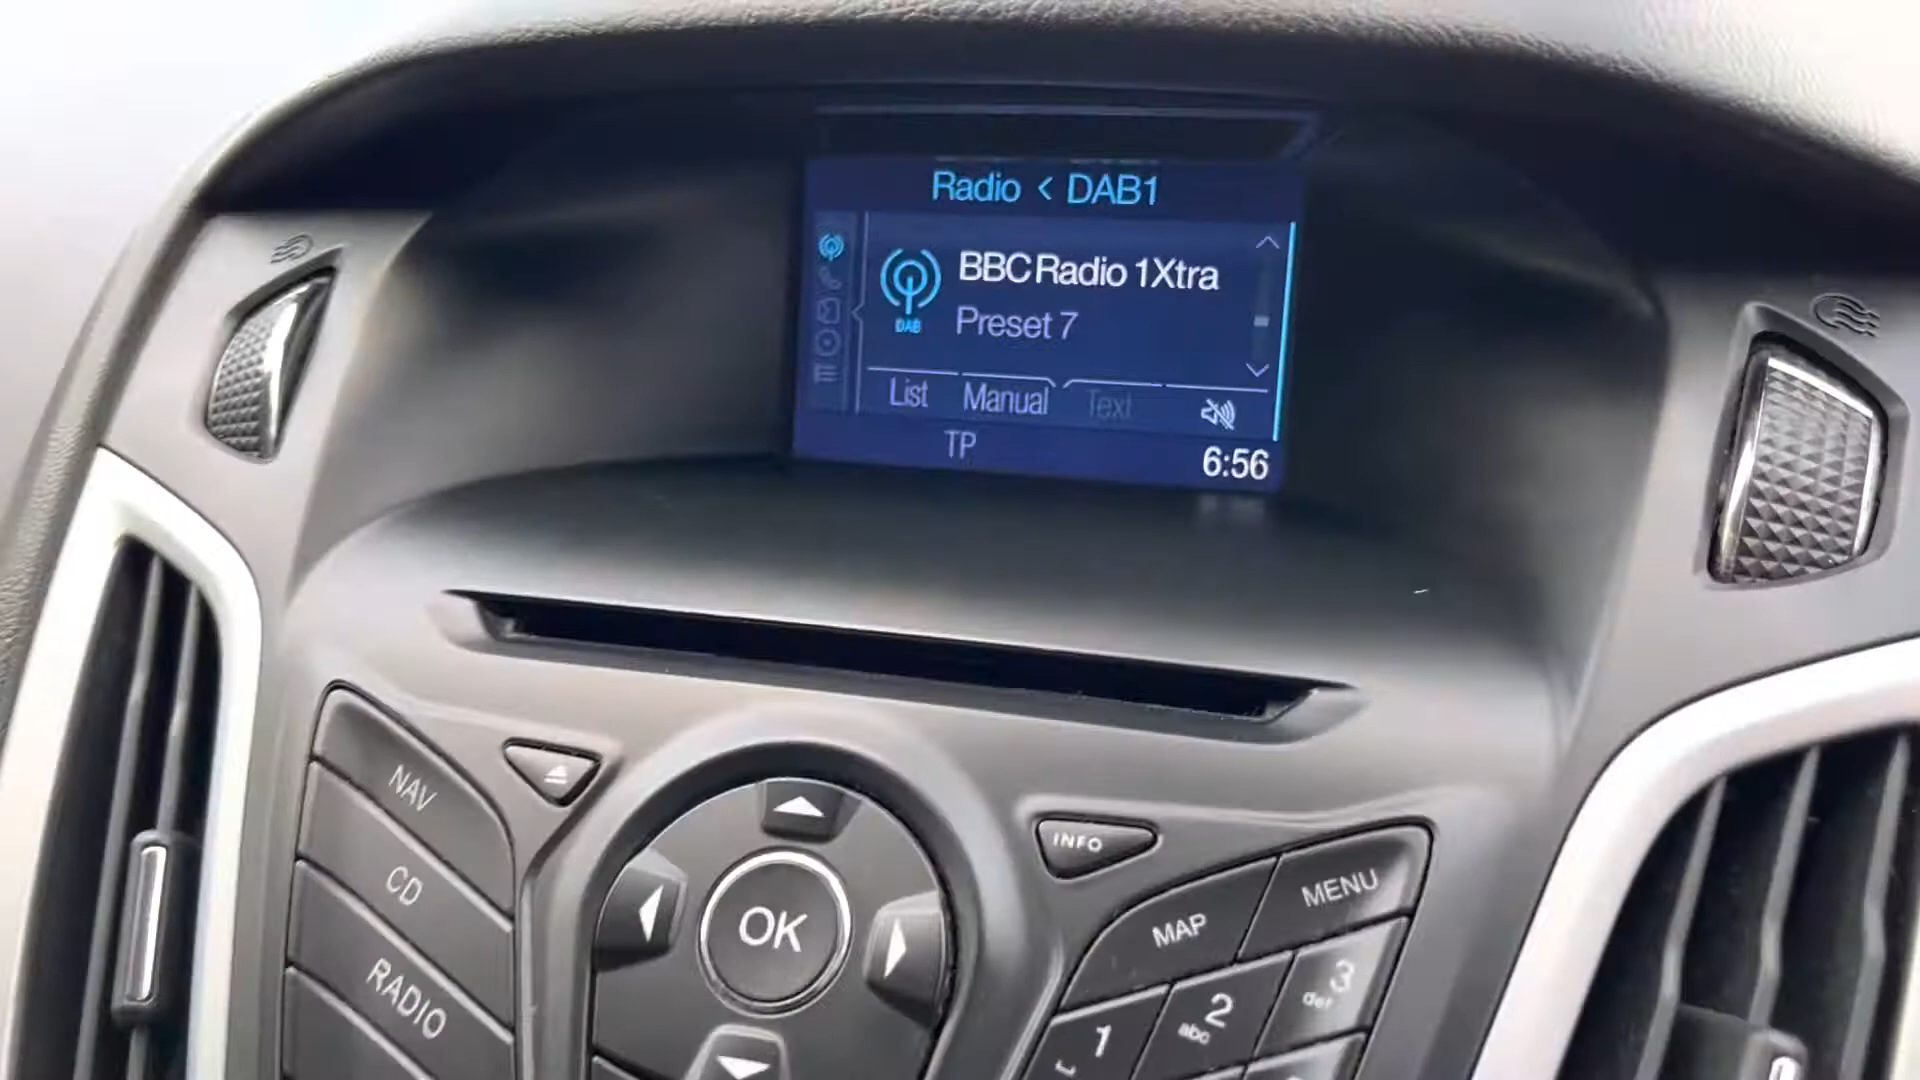 Radio < DAB1
BBC Radio 1Xtra
DAB
Preset 7
List Manual Text
TP
6:56
NAV
CD
RADIO
OK
INFO
MAP
MENU
1
2
abc
3
def